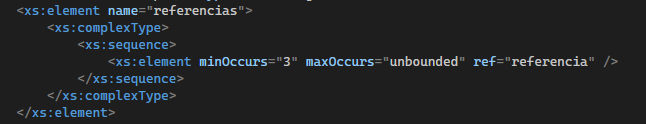 <xs:element name="referencias">
<xs:complexType>
<xs:sequence>
<xs:element minOccurs="3" maxOccurs="unbounded" ref="referencia" />
</xs:sequence>
</xs:complexType>
</xs:element>